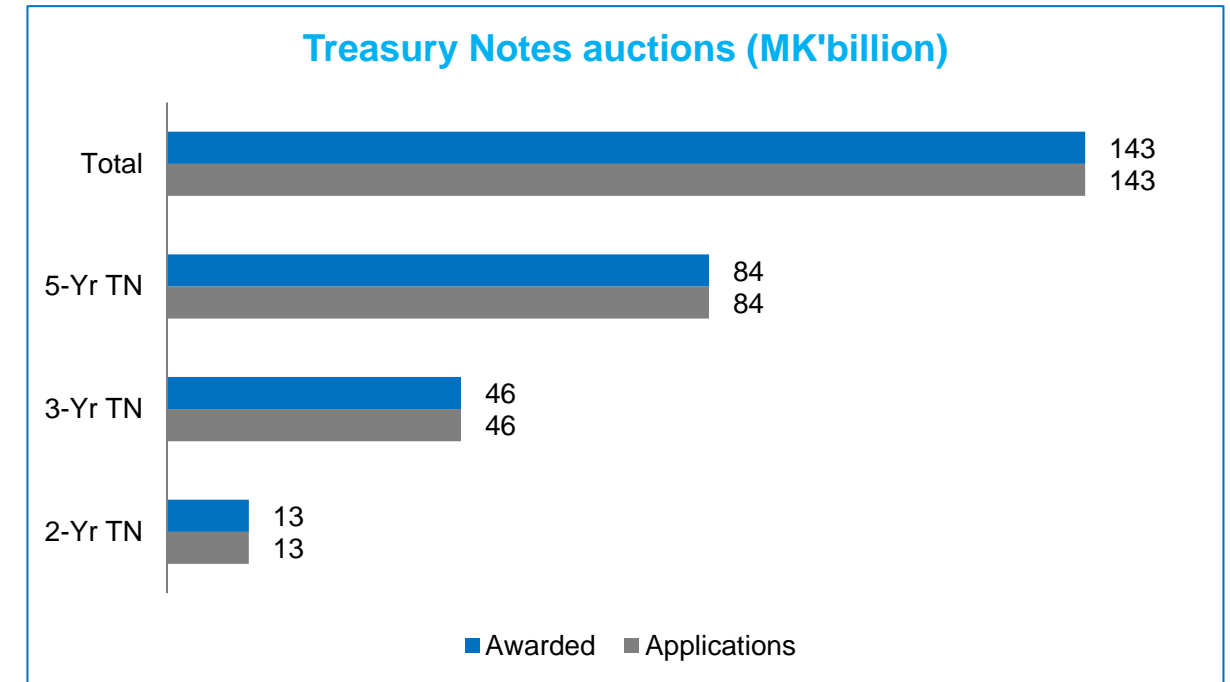 Treasury Notes auctions (MK'billion)
Total
143
143
5-Yr TN
84
84
3-Yr TN
46
46
2-Yr TN
13
13
Awarded Applications